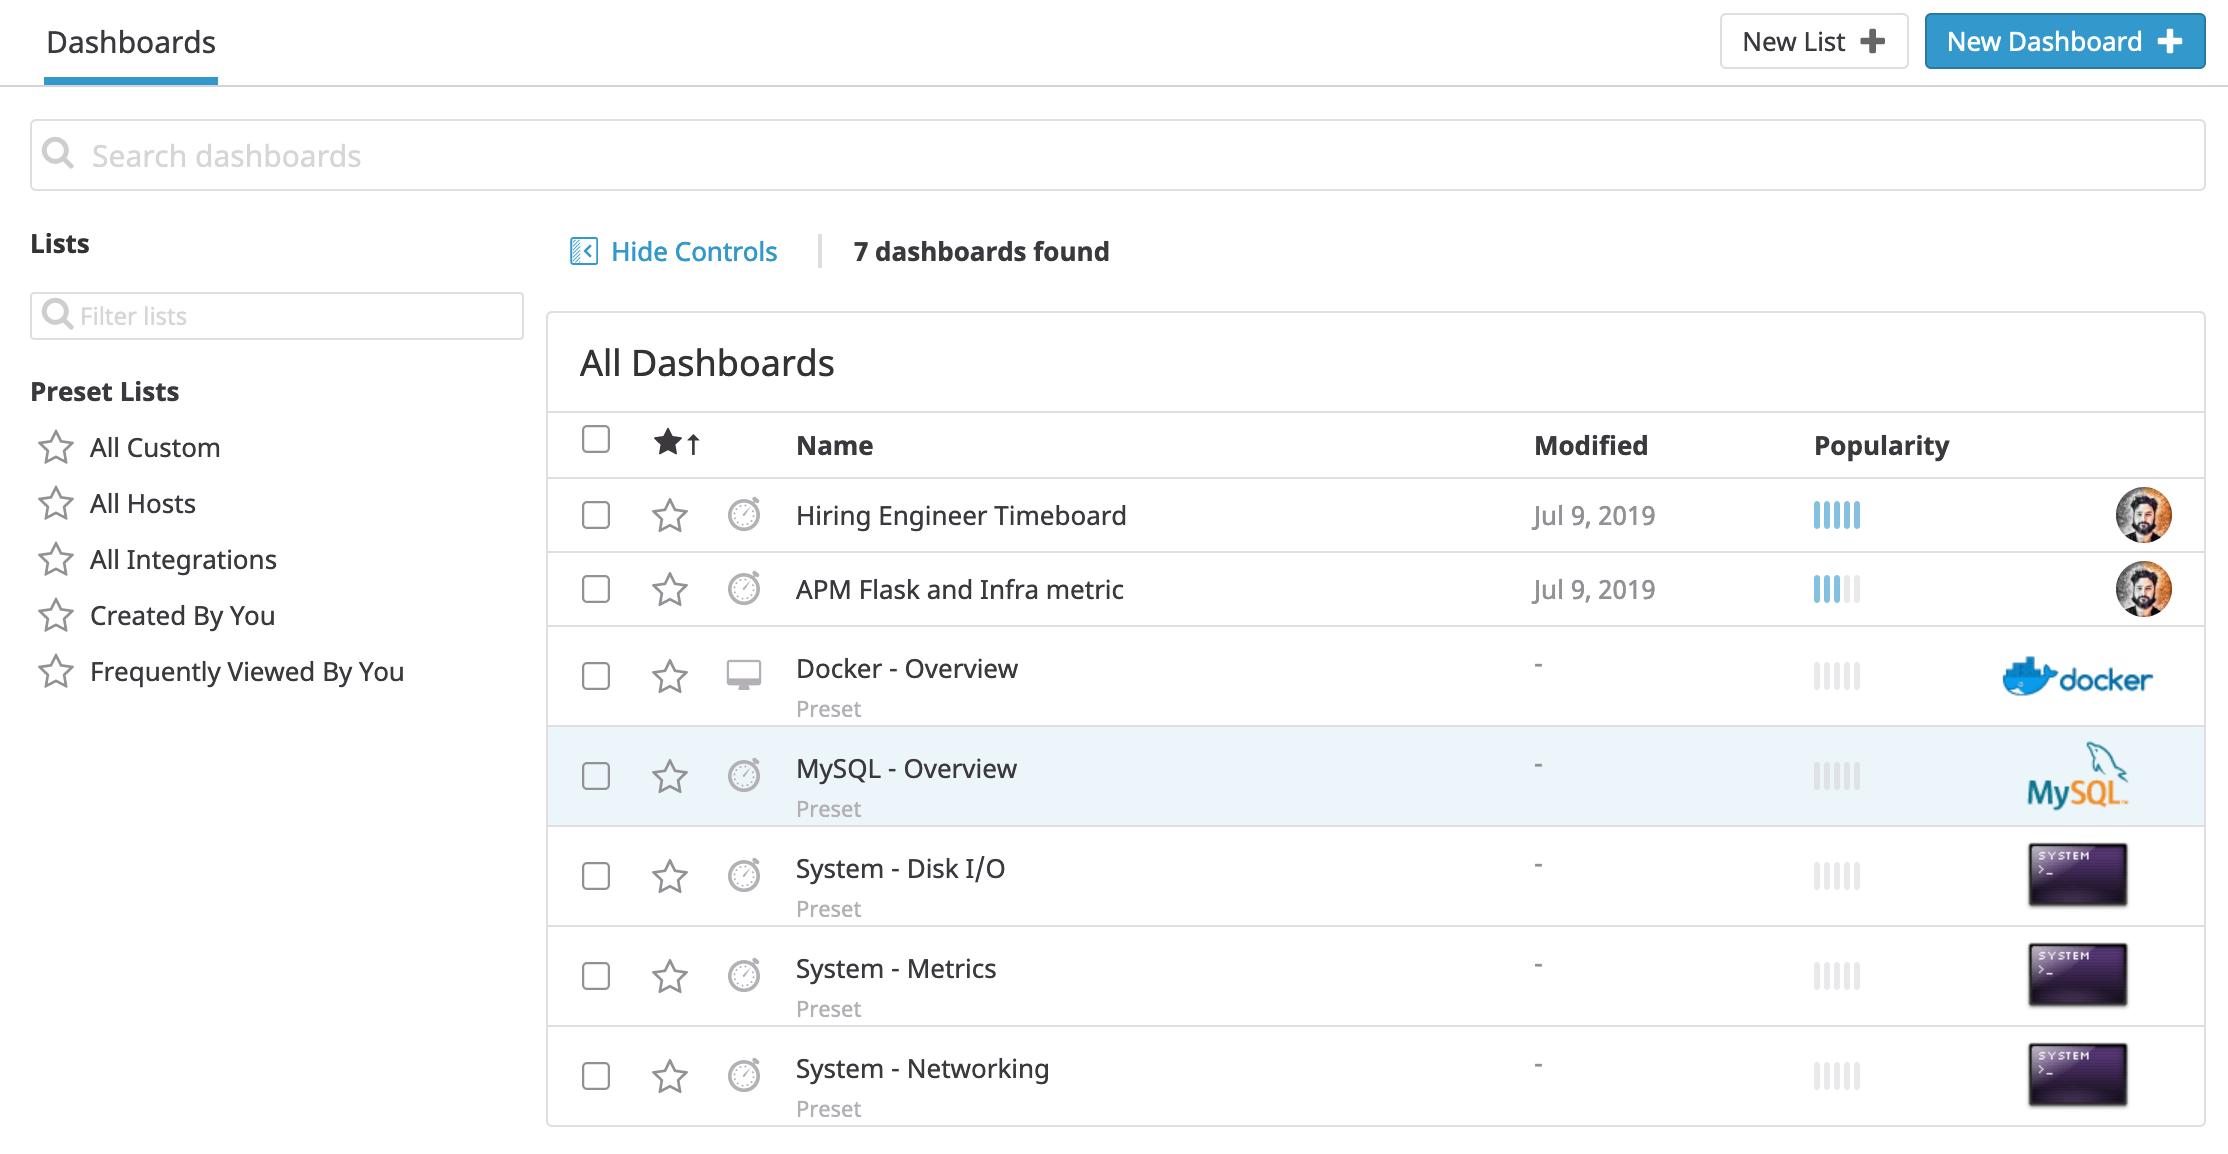 Dashboards
New List
New Dashboard
Search dashboards
Lists
Hide Controls
7 dashboards found
Filter lists
All Dashboards
Preset Lists
All Custom
All Hosts
All Integrations
Created By You
Frequently Viewed By You
Name Modified Popularity
Hiring Engineer Timeboard Jul 9, 2019
APM Flask and Infra metric Jul 9, 2019
Docker - Overview -
Preset
docker
MySQL - Overview -
Preset
MySQL™
System - Disk I/O -
Preset
SYSTEM
>_
System - Metrics -
Preset
SYSTEM
>_
System - Networking -
Preset
SYSTEM
>_